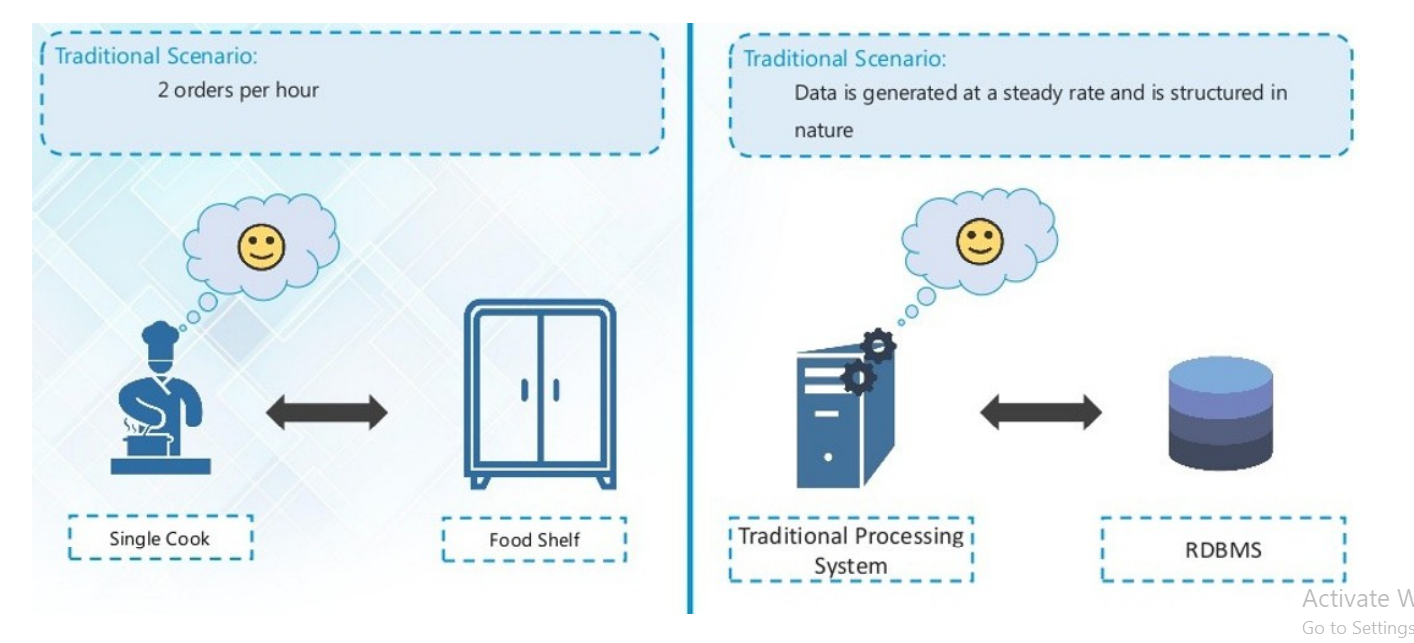 Traditional Scenario:
2 orders per hour
Single Cook
Food Shelf
Traditional Scenario:
Data is generated at a steady rate and is structured in
nature
Traditional Processing
System
RDBMS
Activate W
Go to Settings